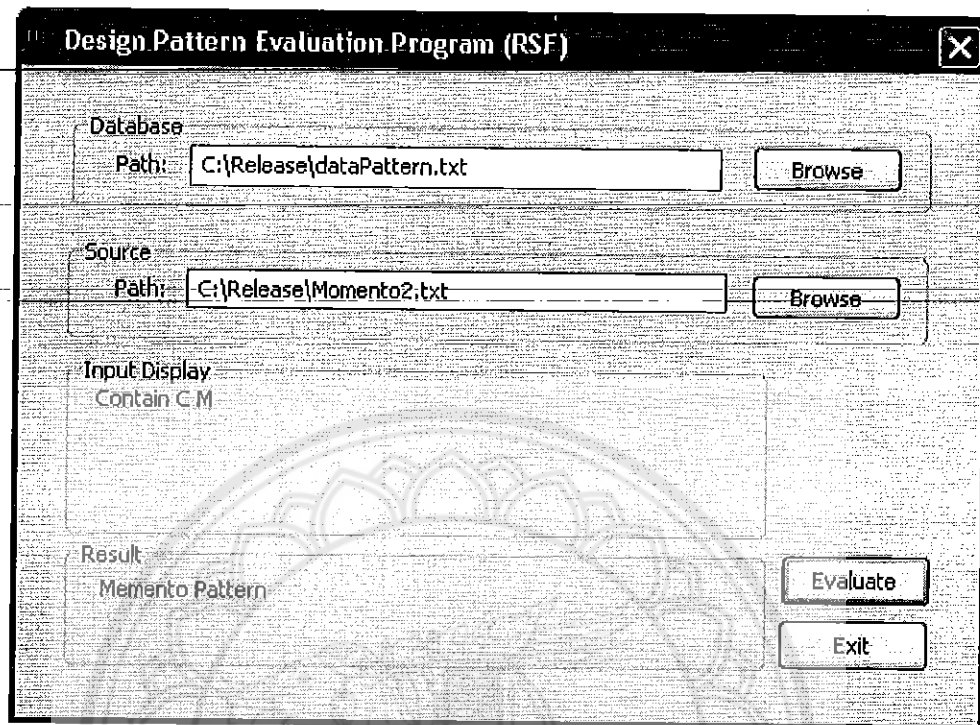 Design Pattern Evaluation Program (RSF)
Database
Path: C:\Release\dataPattern.txt Browse
Source
Path: C:\Release\Momento2.txt Browse
Input Display
Contain C M
Result
Memento Pattern
Evaluate
Exit